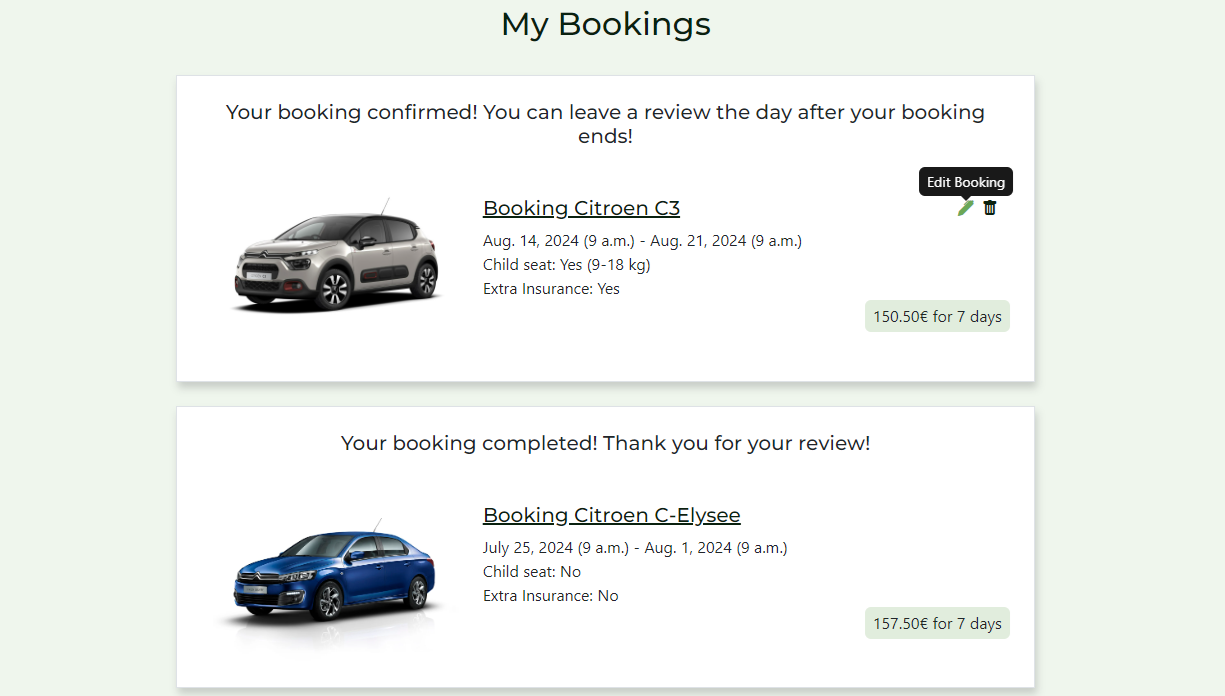 My Bookings
Your booking confirmed! You can leave a review the day after your booking
ends!
Edit Booking
Booking Citroen C3
Aug. 14, 2024 (9 a.m.) - Aug. 21, 2024 (9 a.m.)
Child seat: Yes (9-18 kg)
Extra Insurance: Yes
150.50€ for 7 days
Your booking completed! Thank you for your review!
Booking Citroen C-Elysee
July 25, 2024 (9 a.m.) - Aug. 1, 2024 (9 a.m.)
Child seat: No
Extra Insurance: No
157.50€ for 7 days